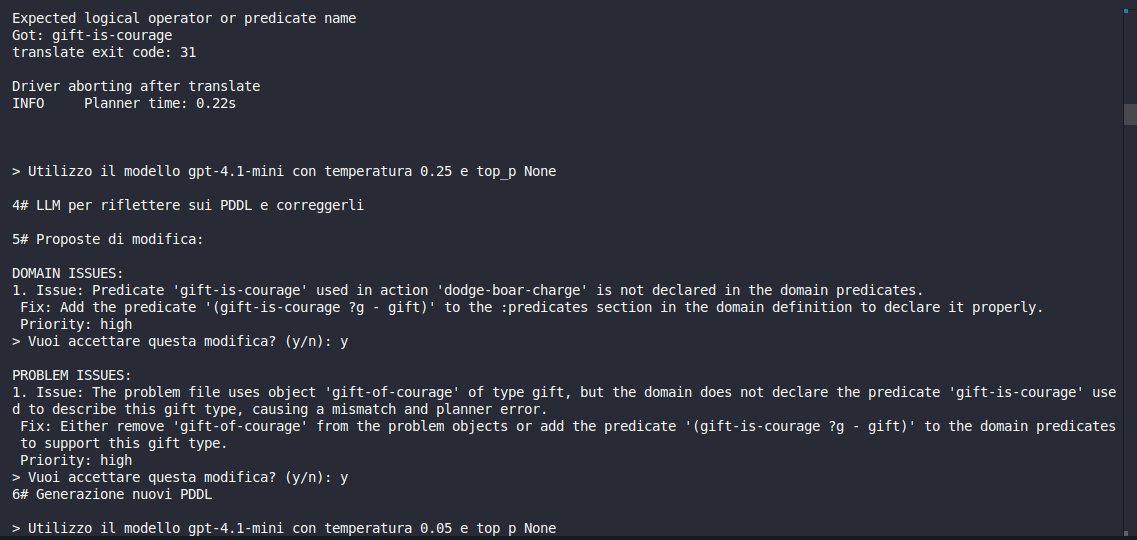 Expected logical operator or predicate name
Got: gift-is-courage
translate exit code: 31
Driver aborting after translate
INFO     Planner time: 0.22s
> Utilizzo il modello gpt-4.1-mini con temperatura 0.25 e top_p None
4# LLM per riflettere sui PDDL e correggerli
5# Proposte di modifica:
DOMAIN ISSUES:
1. Issue: Predicate 'gift-is-courage' used in action 'dodge-boar-charge' is not declared in the domain predicates.
 Fix: Add the predicate '(gift-is-courage ?g - gift)' to the :predicates section in the domain definition to declare it properly.
 Priority: high
> Vuoi accettare questa modifica? (y/n): y
PROBLEM ISSUES:
1. Issue: The problem file uses object 'gift-of-courage' of type gift, but the domain does not declare the predicate 'gift-is-courage' use
d to describe this gift type, causing a mismatch and planner error.
 Fix: Either remove 'gift-of-courage' from the problem objects or add the predicate '(gift-is-courage ?g - gift)' to the domain predicates
 to support this gift type.
 Priority: high
> Vuoi accettare questa modifica? (y/n): y
6# Generazione nuovi PDDL
> Utilizzo il modello gpt-4.1-mini con temperatura 0.05 e top p None